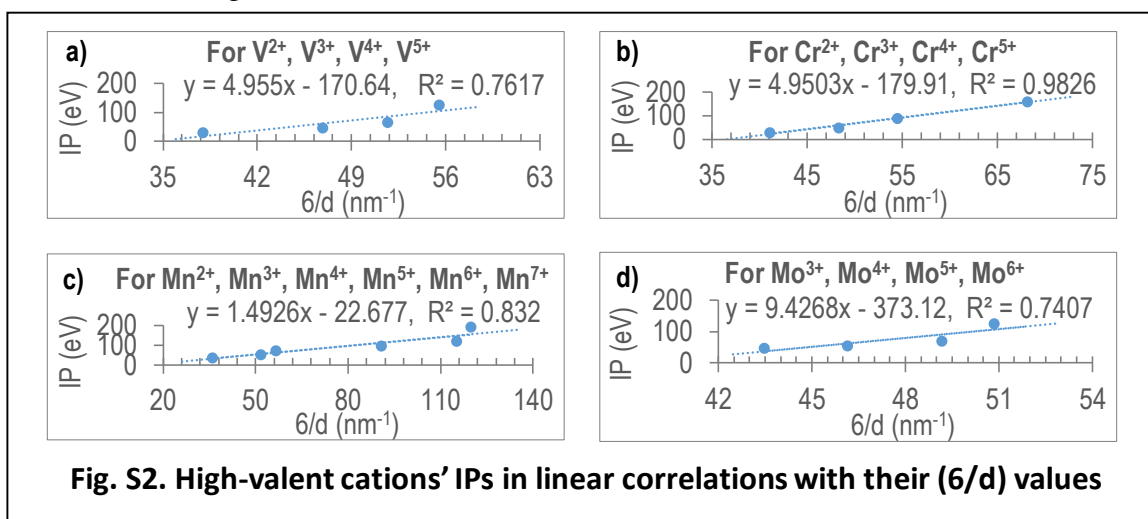 a) For V²⁺, V³⁺, V⁴⁺, V⁵⁺
y = 4.955x - 170.64, R² = 0.7617
IP (eV)
200
100
0
35 42 49 56 63
6/d (nm⁻¹)
b) For Cr²⁺, Cr³⁺, Cr⁴⁺, Cr⁵⁺
y = 4.9503x - 179.91, R² = 0.9826
IP (eV)
200
100
0
35 45 55 65 75
6/d (nm⁻¹)
c) For Mn²⁺, Mn³⁺, Mn⁴⁺, Mn⁵⁺, Mn⁶⁺, Mn⁷⁺
y = 1.4926x - 22.677, R² = 0.832
IP (eV)
200
100
0
20 50 80 110 140
6/d (nm⁻¹)
d) For Mo³⁺, Mo⁴⁺, Mo⁵⁺, Mo⁶⁺
y = 9.4268x - 373.12, R² = 0.7407
IP (eV)
200
100
0
42 45 48 51 54
6/d (nm⁻¹)
Fig. S2. High-valent cations’ IPs in linear correlations with their (6/d) values